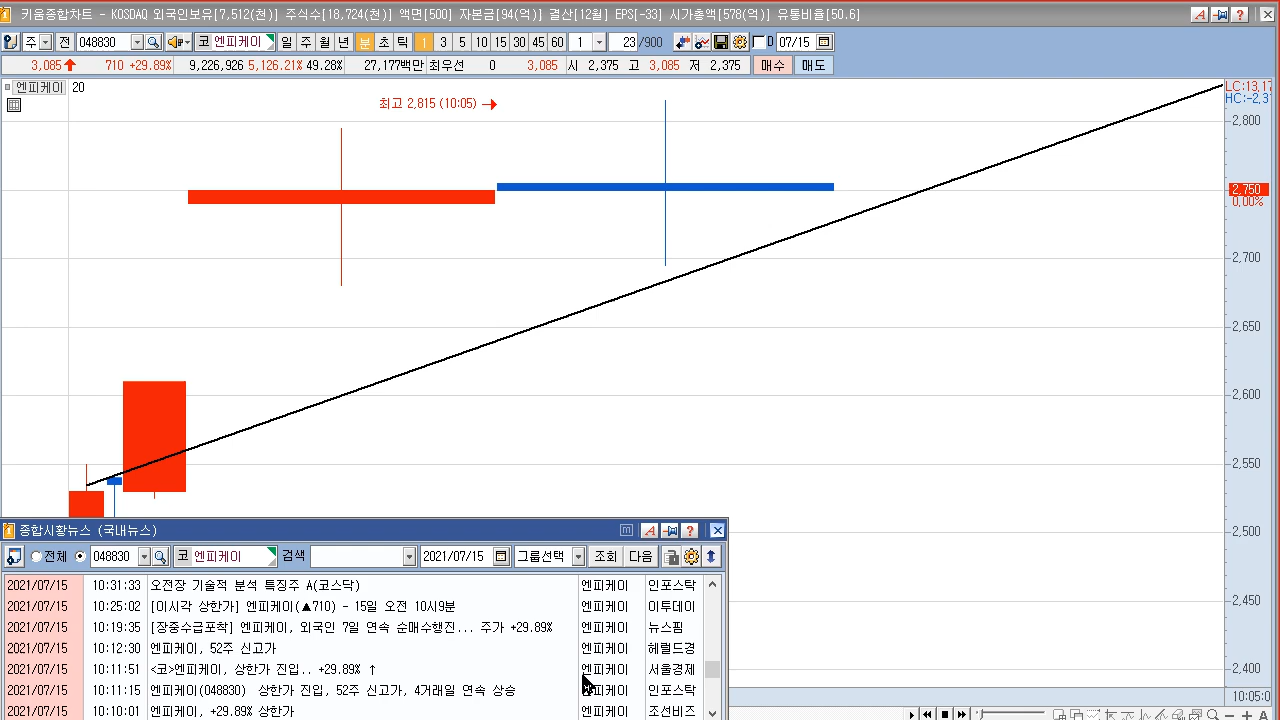 키움종합차트 - KOSDAQ 외국인보유[7,512(천)] 주식수[18,724(천)] 액면[500] 자본금[94(억)] 결산[12월] EPS[-33] 시가총액[578(억)] 유통비율[50.6]
주 전 048830 코 엔피케이 일 주 월 년 분 초 틱 1 3 5 10 15 30 45 60 1 23 /900 D 07/15
3,085 710 +29.89% 9,226,926 5,126.21% 49.28% 27,177백만 최우선 0 3,085 시 2,375 고 3,085 저 2,375 매수 매도
엔피케이 20
LC:13,17
HC:-2,3
최고 2,815 (10:05) →
2,800
2,750
0,00%
2,700
2,650
2,600
2,550
2,500
2,450
2,400
10:05:0
종합시황뉴스 (국내뉴스)
전체 048830 코 엔피케이 검색 2021/07/15 그룹선택 조회 다음
2021/07/15 10:31:33 오전장 기술적 분석 특징주 A(코스닥) 엔피케이 인포스탁
2021/07/15 10:25:02 [이시각 상한가] 엔피케이(▲710) - 15일 오전 10시9분 엔피케이 이투데이
2021/07/15 10:19:35 [장중수급포착] 엔피케이, 외국인 7일 연속 순매수행진... 주가 +29.89% 엔피케이 뉴스핌
2021/07/15 10:12:30 엔피케이, 52주 신고가 엔피케이 헤럴드경
2021/07/15 10:11:51 <코>엔피케이, 상한가 진입.. +29.89% ↑ 엔피케이 서울경제
2021/07/15 10:11:15 엔피케이(048830) 상한가 진입, 52주 신고가, 4거래일 연속 상승 엔피케이 인포스탁
2021/07/15 10:10:01 엔피케이, +29.89% 상한가 엔피케이 조선비즈